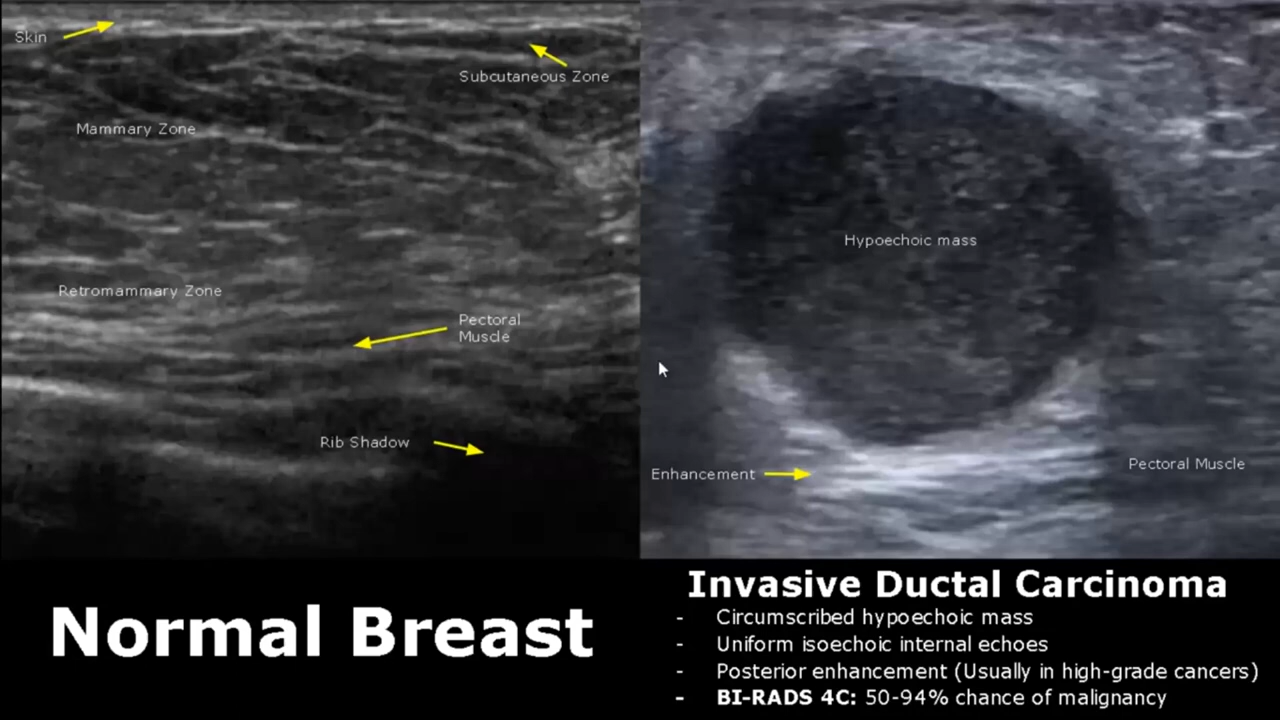 Skin
Subcutaneous Zone
Mammary Zone
Retromammary Zone
Pectoral
Muscle
Rib Shadow
Normal Breast
Hypoechoic mass
Enhancement
Pectoral Muscle
Invasive Ductal Carcinoma
- Circumscribed hypoechoic mass
- Uniform isoechoic internal echoes
- Posterior enhancement (Usually in high-grade cancers)
- BI-RADS 4C: 50-94% chance of malignancy